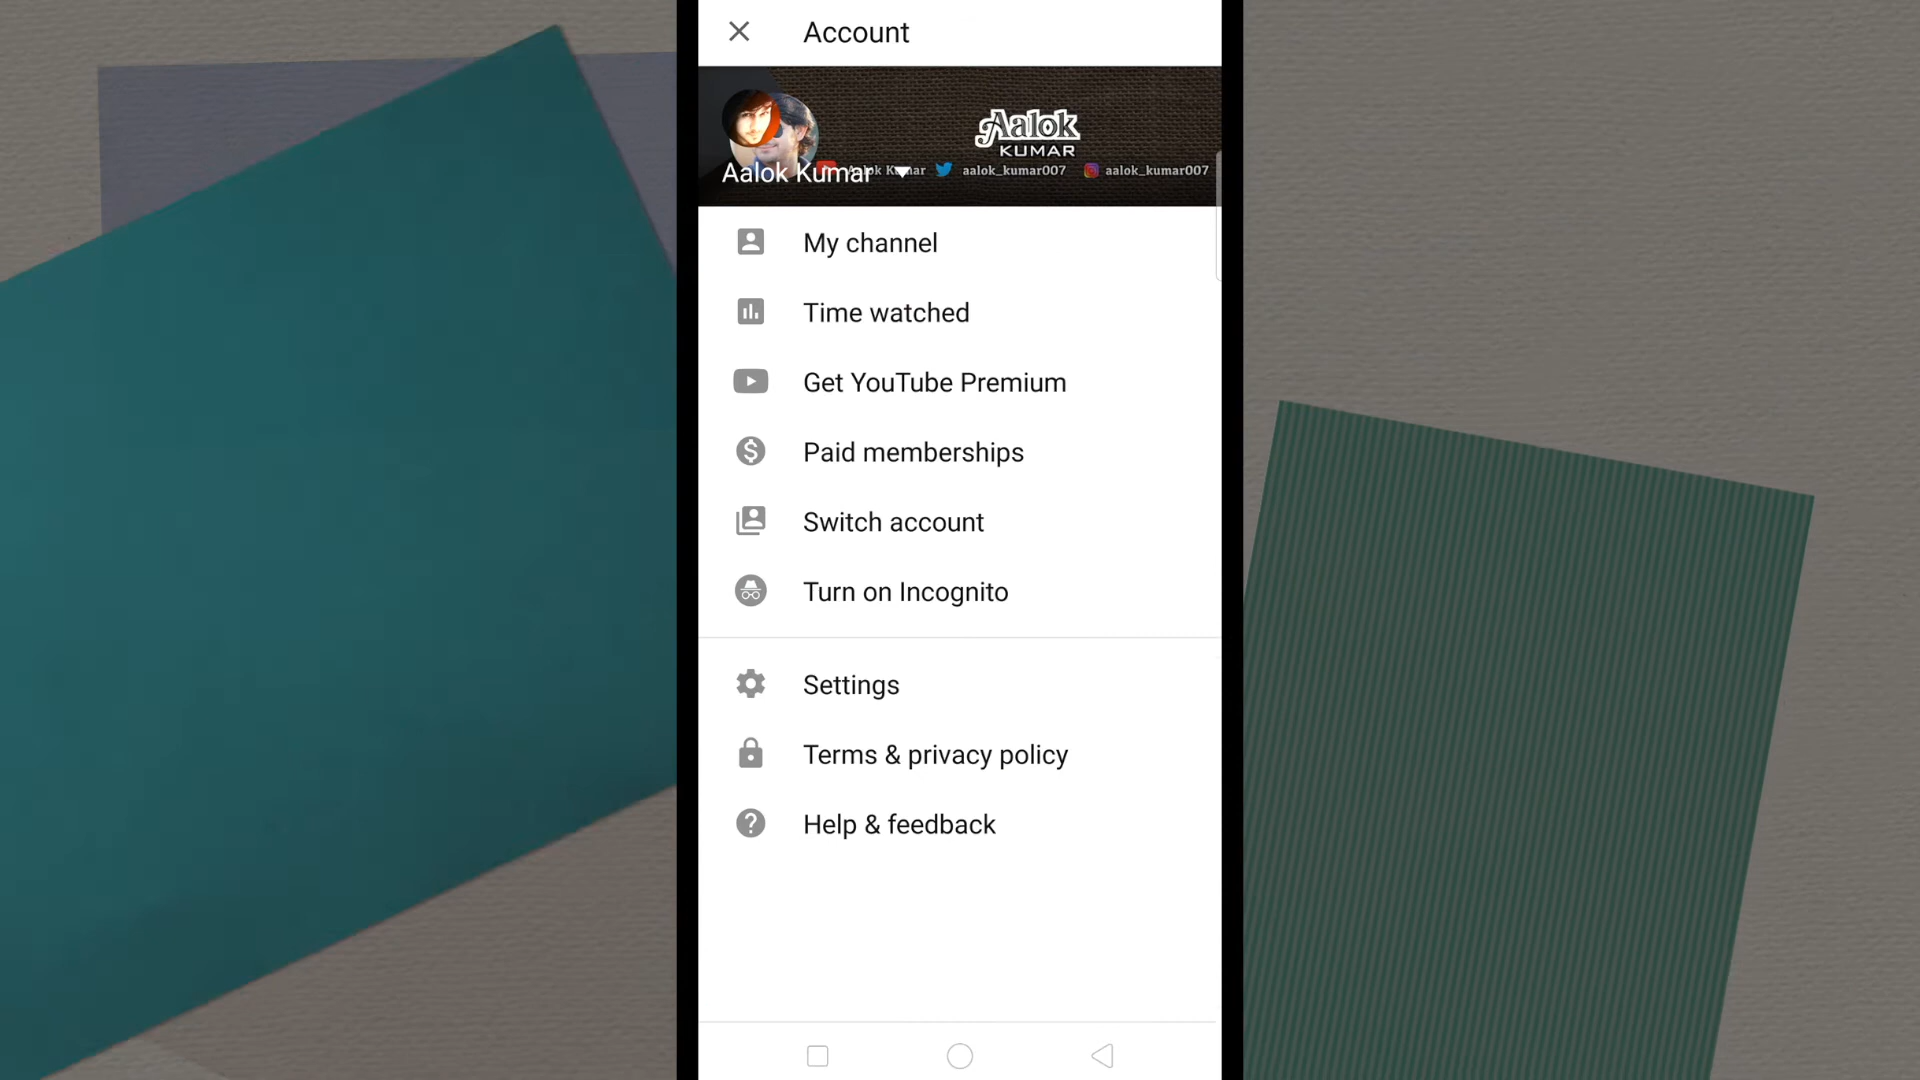 Account
Aalok
KUMAR
Aalok Kumar
aalok_kumar007
aalok_kumar007
My channel
Time watched
Get YouTube Premium
Paid memberships
Switch account
Turn on Incognito
Settings
Terms & privacy policy
Help & feedback